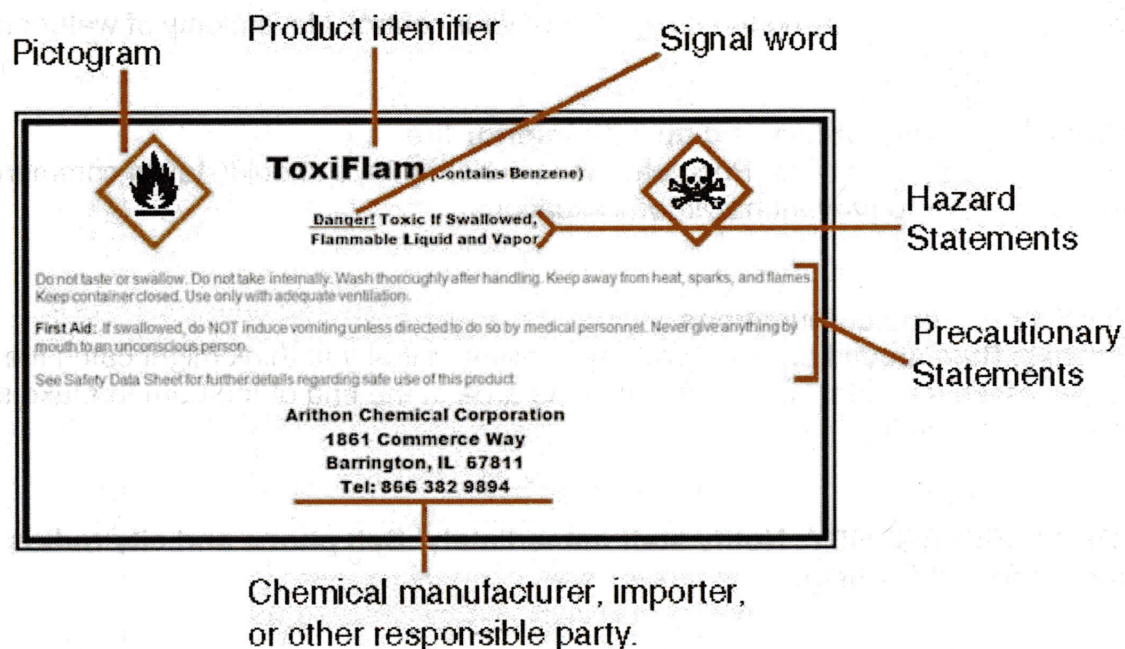 Pictogram
Product identifier
Signal word
ToxiFlam (Contains Benzene)
Danger! Toxic If Swallowed,
Flammable Liquid and Vapor
Hazard
Statements
Do not taste or swallow. Do not take internally. Wash thoroughly after handling. Keep away from heat, sparks, and flames.
Keep container closed. Use only with adequate ventilation.
First Aid: If swallowed, do NOT induce vomiting unless directed to do so by medical personnel. Never give anything by
mouth to an unconscious person.
See Safety Data Sheet for further details regarding safe use of this product.
Precautionary
Statements
Arithon Chemical Corporation
1861 Commerce Way
Barrington, IL 67811
Tel: 866 382 9894
Chemical manufacturer, importer,
or other responsible party.